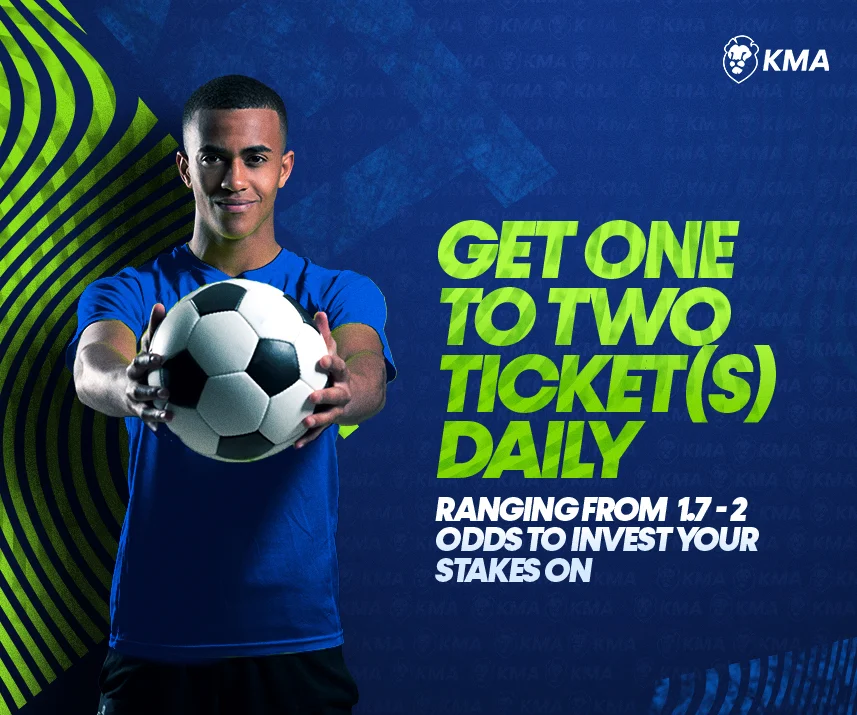 KMA
GET ONE
TO TWO
TICKET(S)
DAILY
RANGING FROM 1.7 - 2
ODDS TO INVEST YOUR
STAKES ON